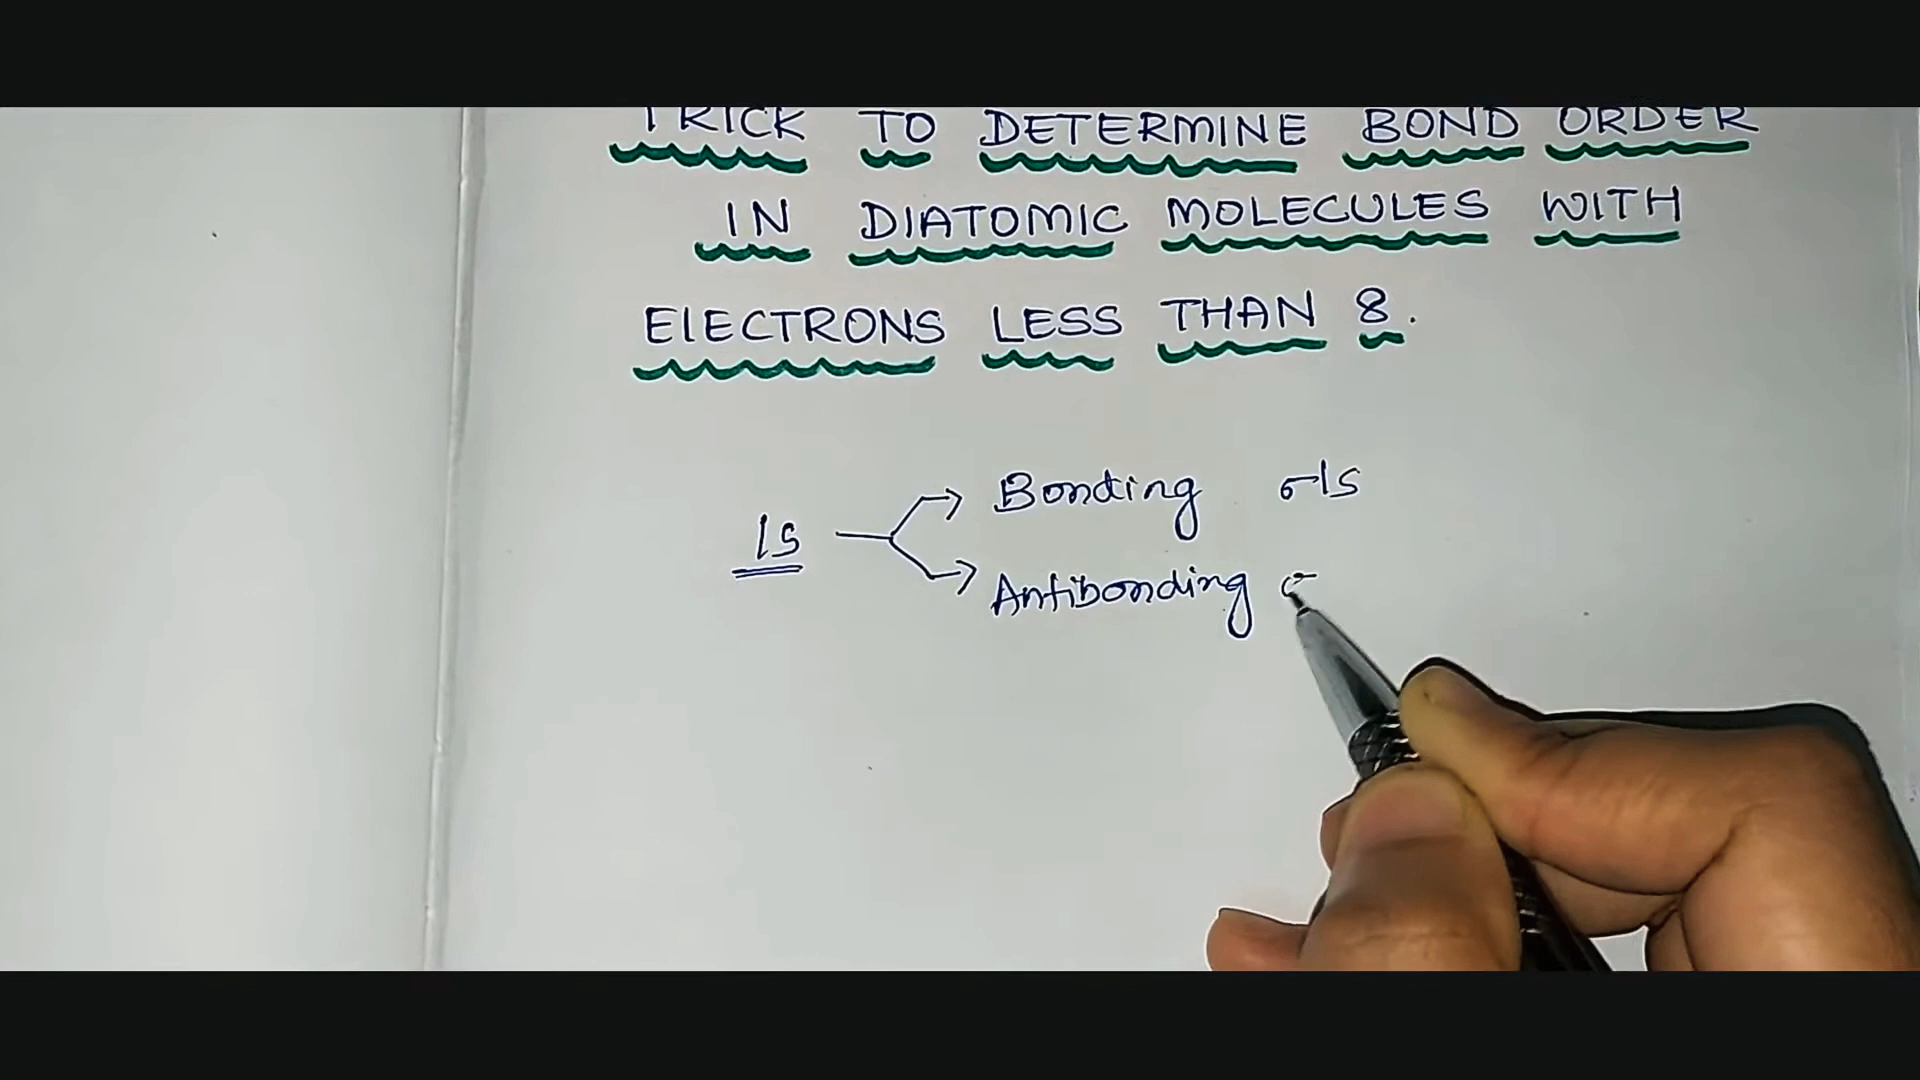 TRICK TO DETERMINE BOND ORDER
IN DIATOMIC MOLECULES WITH
ElECTRONS LESS THAN 8.
Bonding σ1s
1s
Antibonding σ